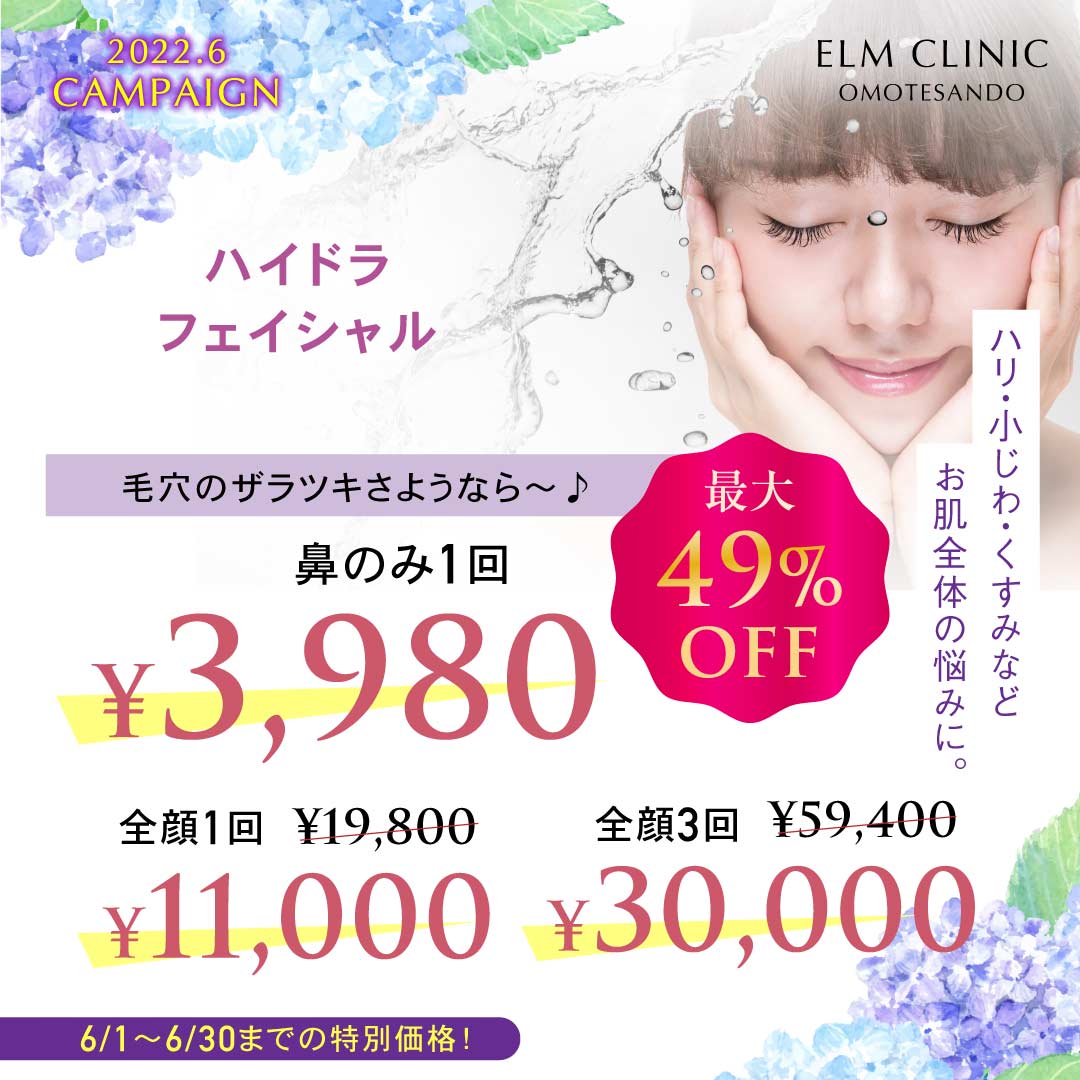 2022.6
CAMPAIGN
ELM CLINIC
OMOTESANDO
ハイドラ
フェイシャル
ハリ・小じわ・くすみなど
お肌全体の悩みに。
毛穴のザラツキさようなら〜♪
最大
49%
OFF
鼻のみ1回
¥3,980
全顔1回 ¥19,800
¥11,000
全顔3回 ¥59,400
¥30,000
6/1〜6/30までの特別価格!